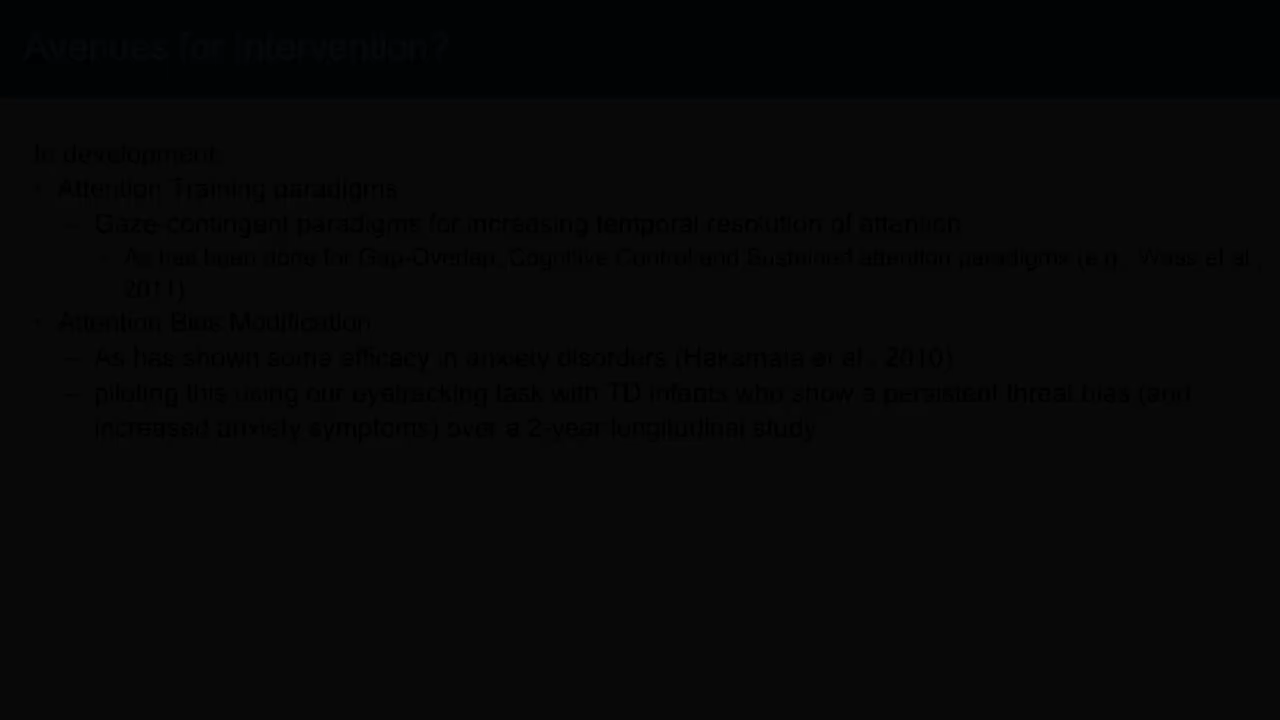 Avenues for Intervention?
In development:
• Attention Training paradigms
– Gaze-contingent paradigms for increasing temporal resolution of attention
• As has been done for Gap-Overlap, Cognitive Control and Sustained attention paradigms (e.g., Wass et al.,
2011)
• Attention Bias Modification
– As has shown some efficacy in anxiety disorders (Hakamata et al., 2010)
– piloting this using our eyetracking task with TD infants who show a persistent threat bias (and
increased anxiety symptoms) over a 2-year longitudinal study